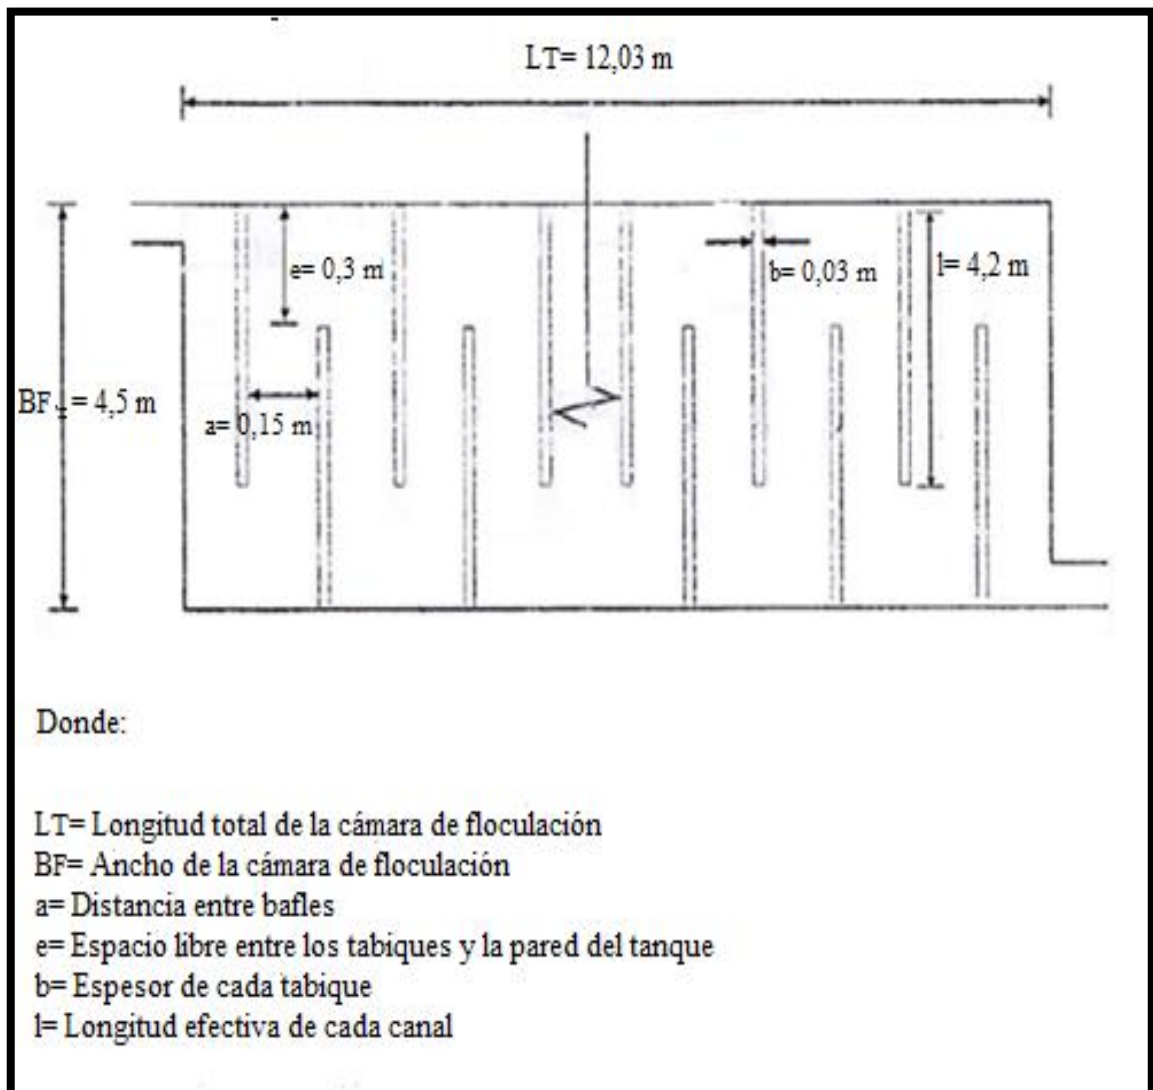 LT= 12,03 m
e= 0,3 m
b= 0,03 m
l= 4,2 m
BF = 4,5 m
a= 0,15 m
Donde:
LT= Longitud total de la cámara de floculación
BF= Ancho de la cámara de floculación
a= Distancia entre bafles
e= Espacio libre entre los tabiques y la pared del tanque
b= Espesor de cada tabique
l= Longitud efectiva de cada canal